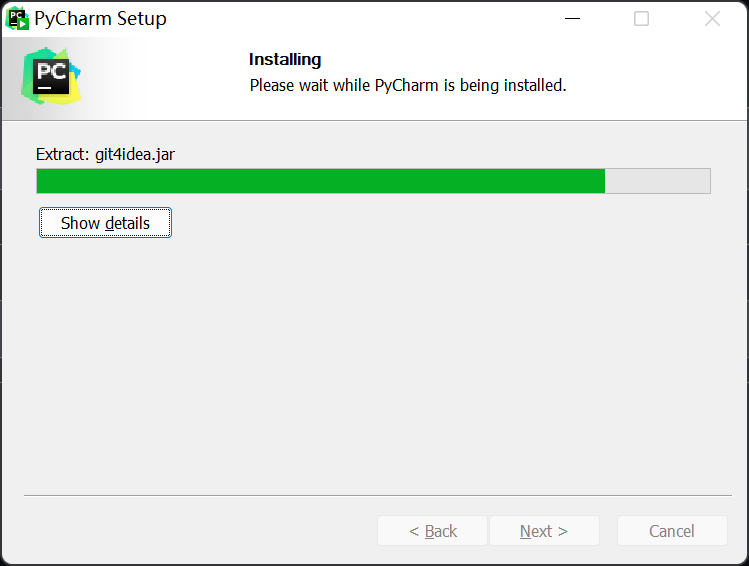 PC PyCharm Setup
PC
Installing
Please wait while PyCharm is being installed.
Extract: git4idea.jar
Show details
< Back
Next >
Cancel